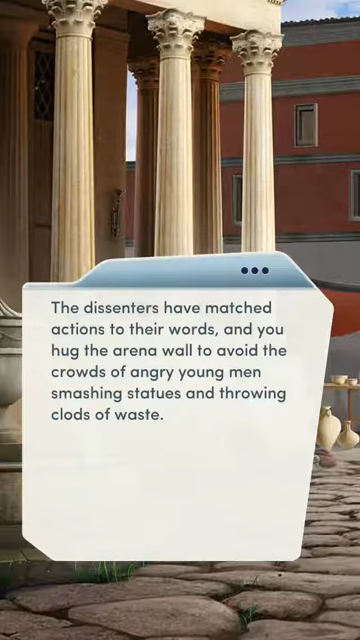 The dissenters have matched
actions to their words, and you
hug the arena wall to avoid the
crowds of angry young men
smashing statues and throwing
clods of waste.